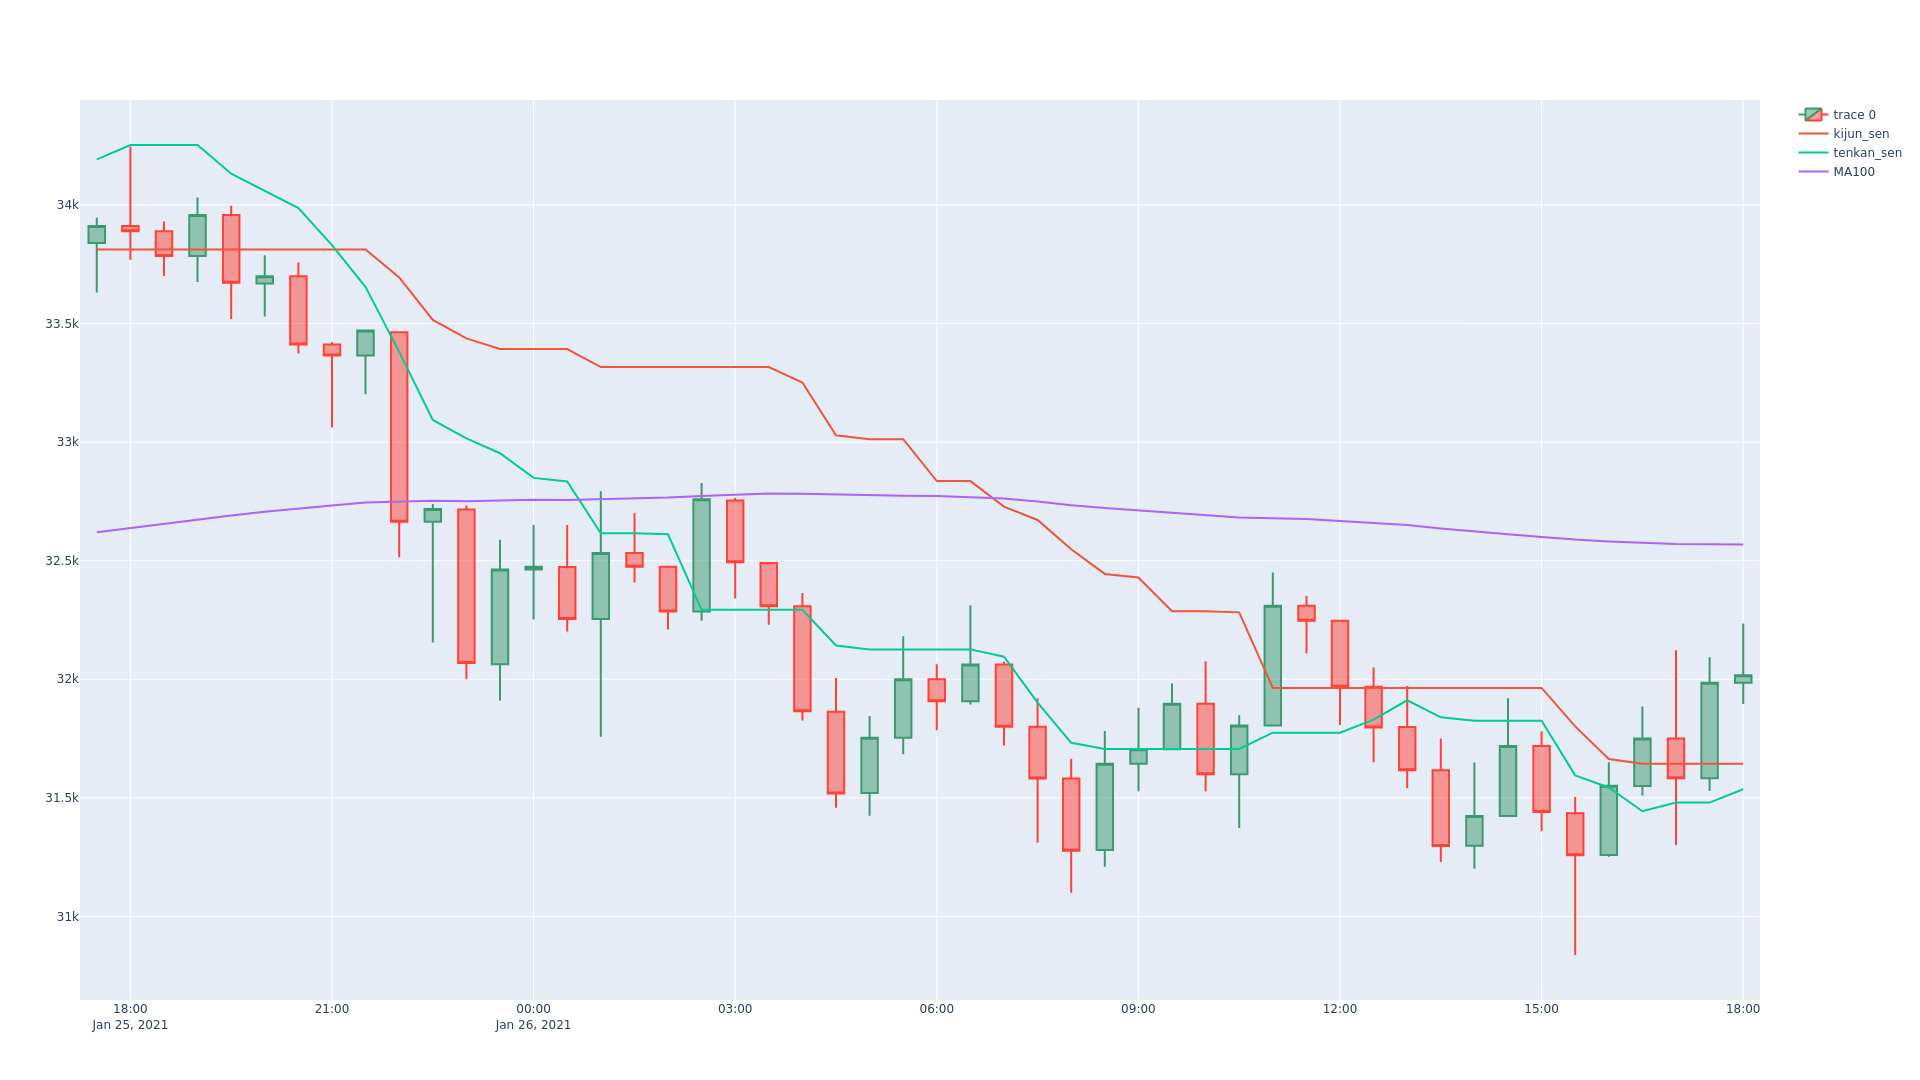 trace 0
kijun_sen
tenkan_sen
MA100
34k
33.5k
33k
32.5k
32k
31.5k
31k
18:00 21:00 00:00 03:00 06:00 09:00 12:00 15:00 18:00
Jan 25, 2021 Jan 26, 2021